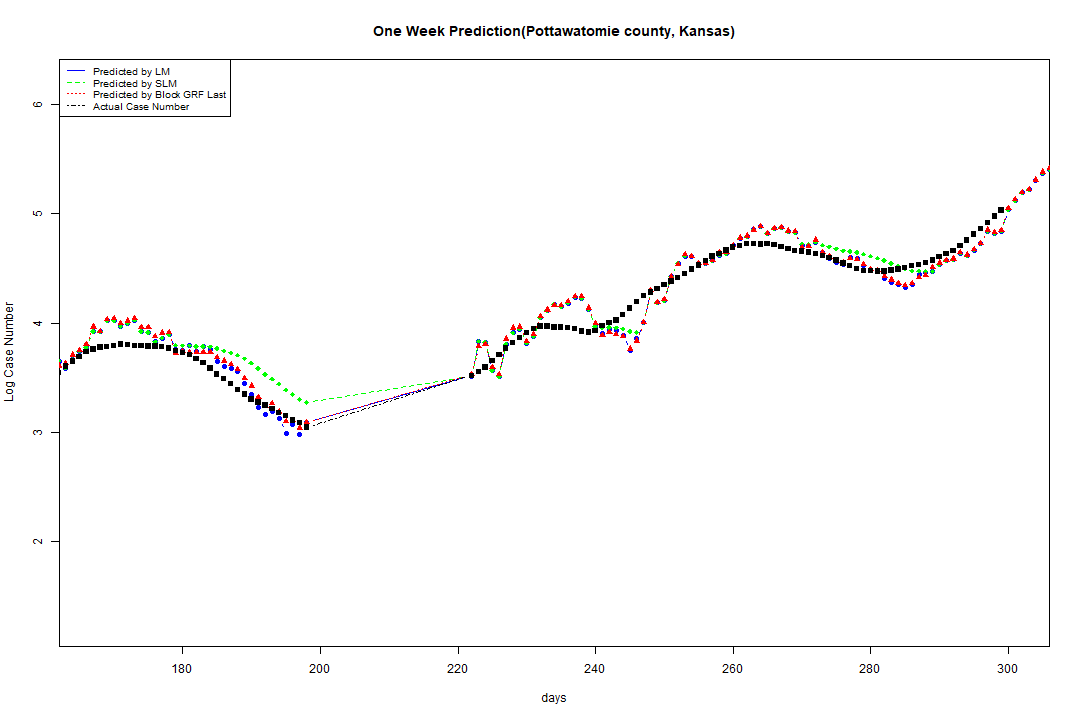 One Week Prediction(Pottawatomie county, Kansas)
Predicted by LM
Predicted by SLM
Predicted by Block GRF Last
Actual Case Number
Log Case Number
6
5
4
3
2
180 200 220 240 260 280 300
days